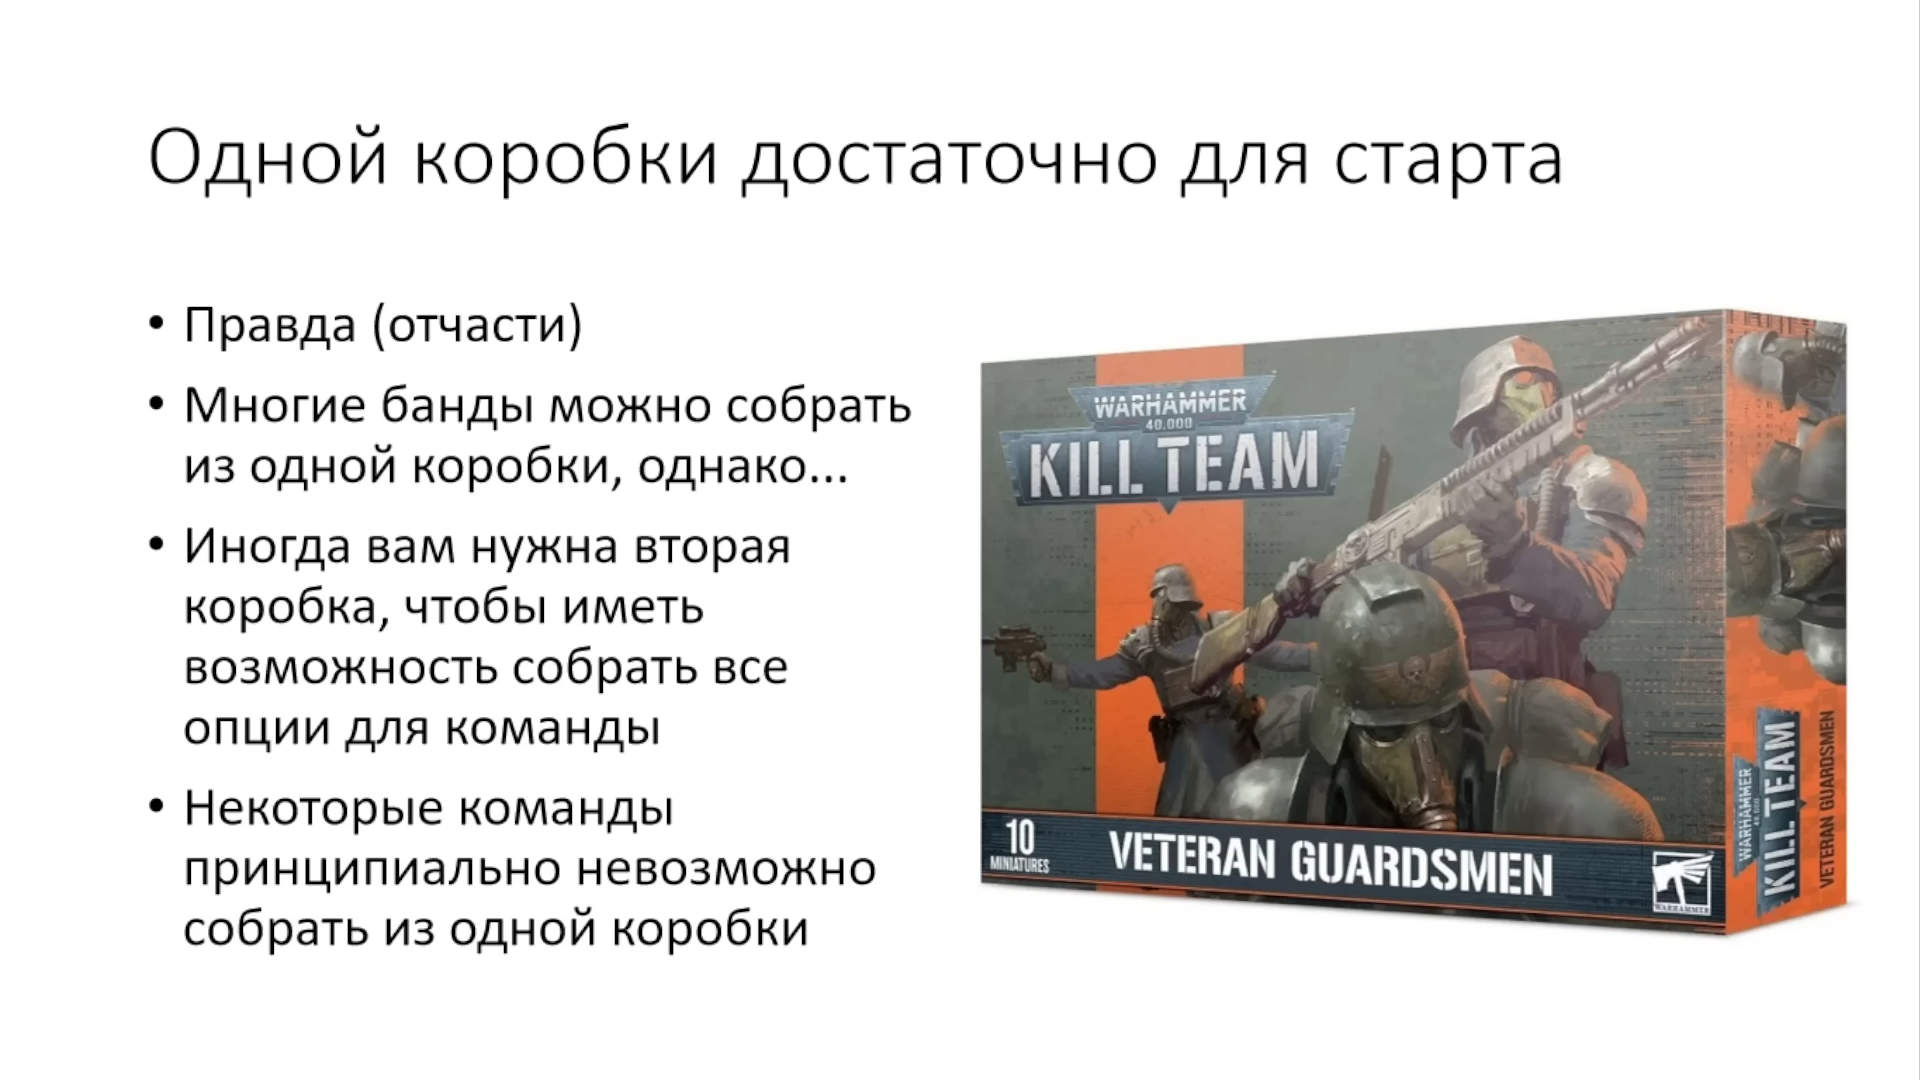 Одной коробки достаточно для старта
• Правда (отчасти)
• Многие банды можно собрать
из одной коробки, однако...
• Иногда вам нужна вторая
коробка, чтобы иметь
возможность собрать все
опции для команды
• Некоторые команды
принципиально невозможно
собрать из одной коробки
WARHAMMER
40.000
KILL TEAM
10
MINIATURES
VETERAN GUARDSMEN
WARHAMMER
WARHAMMER
40.000
KILL TEAM
VETERAN GUARDSMEN